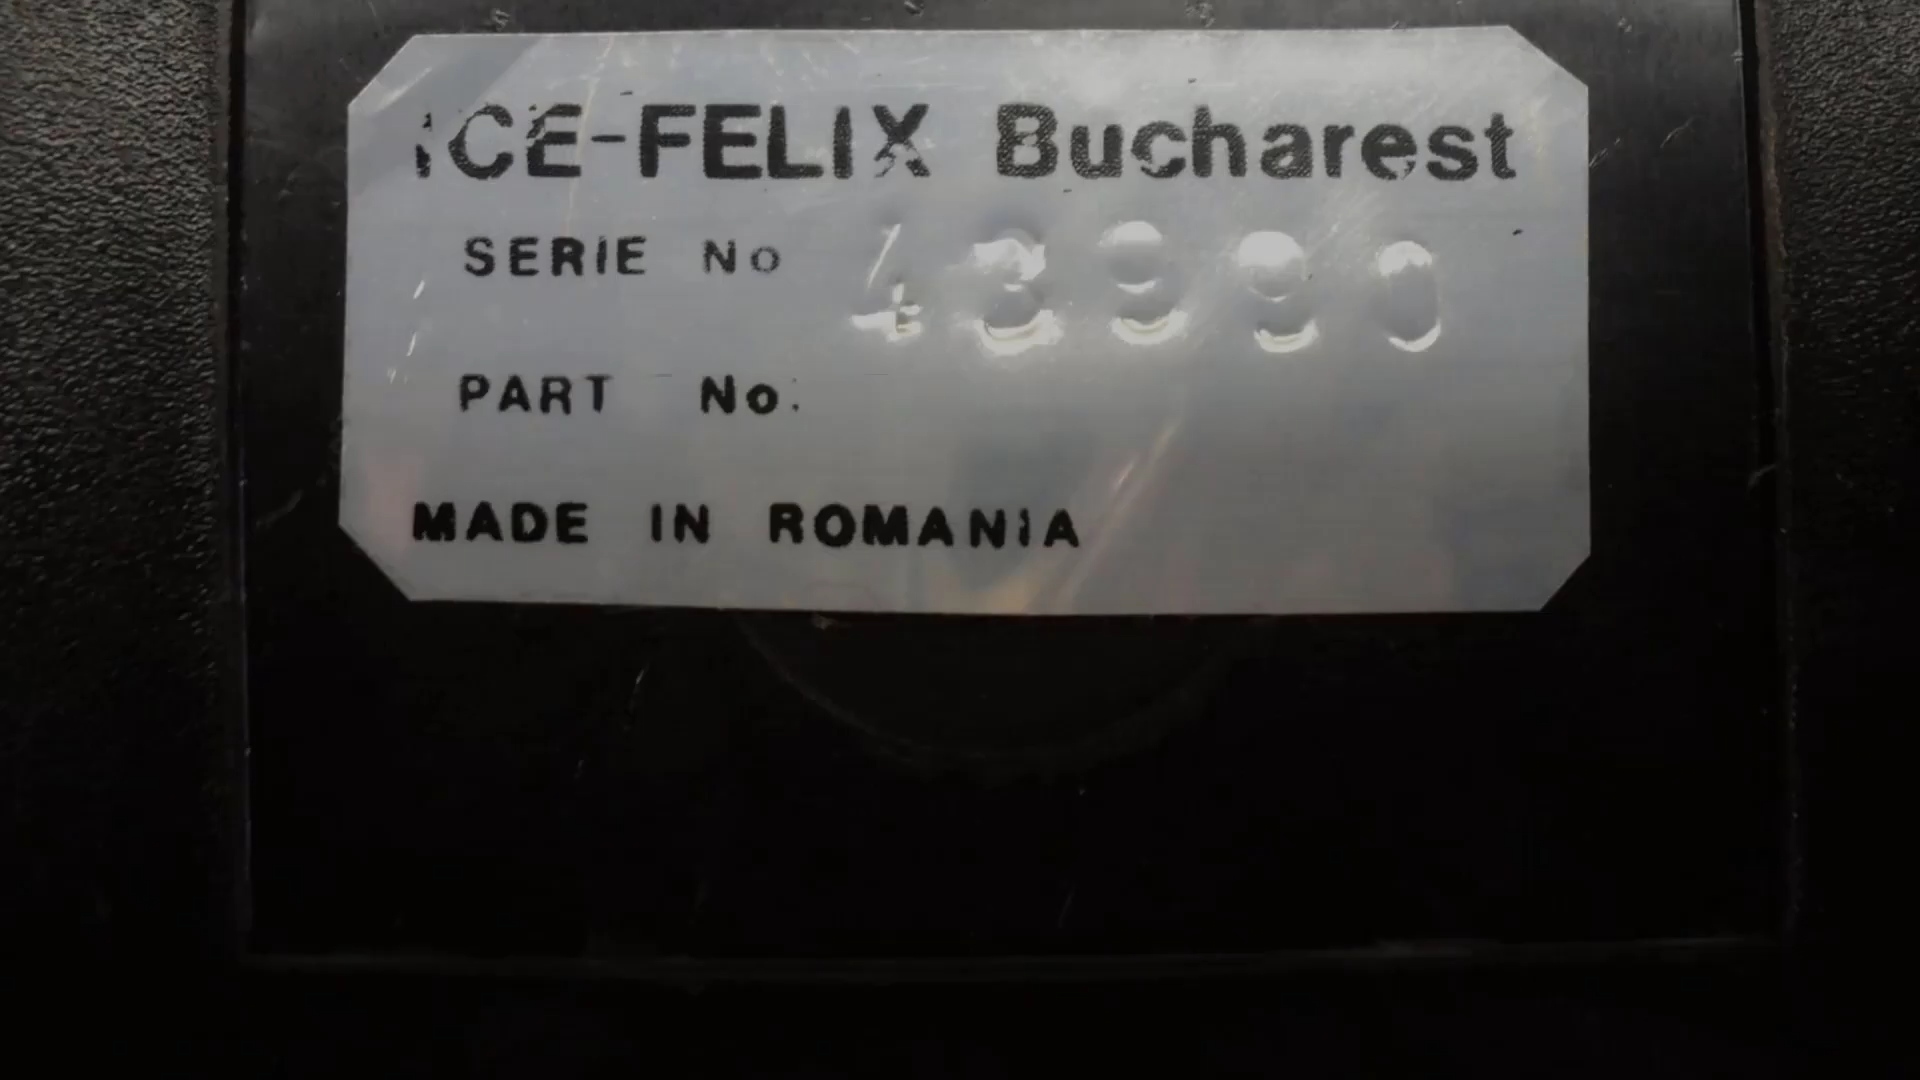 ICE-FELIX Bucharest
SERIE No 43990
PART No.
MADE IN ROMANIA